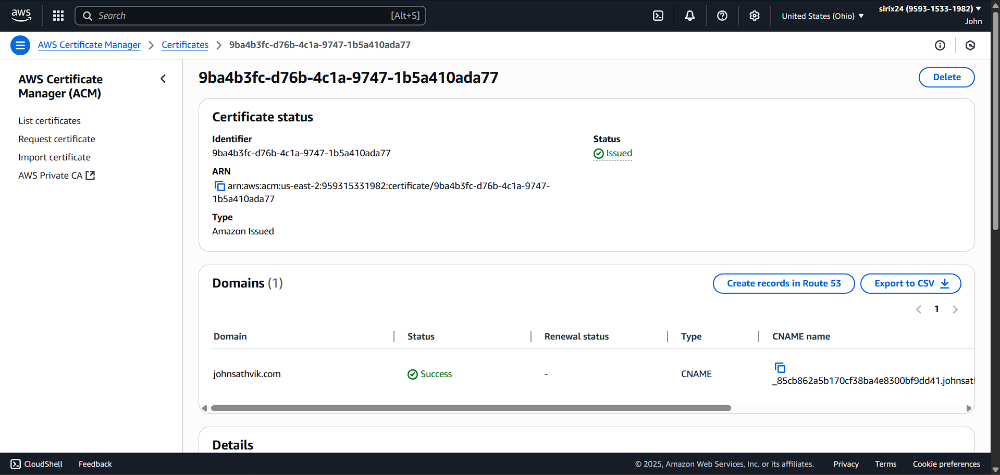 aws
Search
[Alt+S]
United States (Ohio)
sirix24 (9593-1533-1982)
John
AWS Certificate Manager
Certificates
9ba4b3fc-d76b-4c1a-9747-1b5a410ada77
AWS Certificate
Manager (ACM)
List certificates
Request certificate
Import certificate
AWS Private CA
9ba4b3fc-d76b-4c1a-9747-1b5a410ada77
Delete
Certificate status
Identifier
9ba4b3fc-d76b-4c1a-9747-1b5a410ada77
Status
Issued
ARN
arn:aws:acm:us-east-2:959315331982:certificate/9ba4b3fc-d76b-4c1a-9747-
1b5a410ada77
Type
Amazon Issued
Domains (1)
Create records in Route 53
Export to CSV
1
Domain
Status
Renewal status
Type
CNAME name
johnsathvik.com
Success
-
CNAME
_85cb862a5b170cf38ba4e8300bf9dd41.johnsat
Details
CloudShell
Feedback
© 2025, Amazon Web Services, Inc. or its affiliates.
Privacy
Terms
Cookie preferences